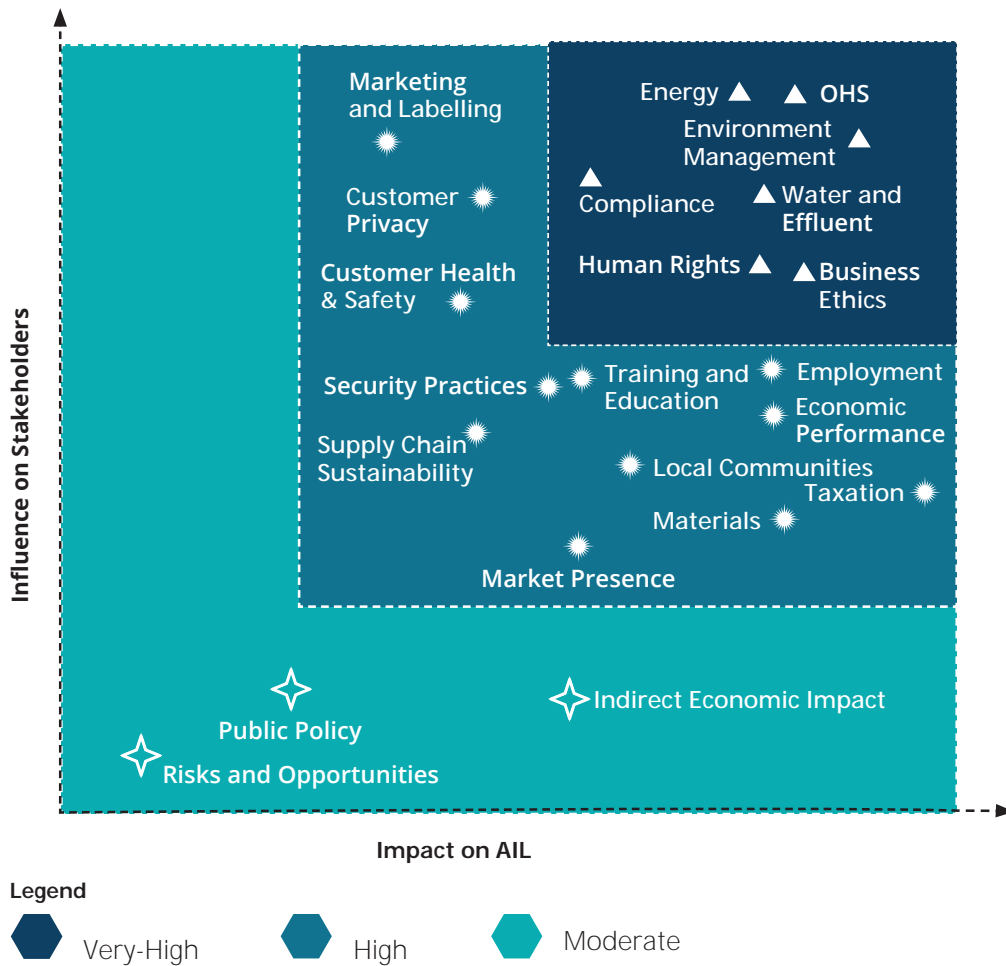 Marketing
and Labelling
Customer
Privacy
Customer Health
& Safety
Energy
OHS
Environment
Management
Compliance
Water and
Effluent
Human Rights
Business
Ethics
Security Practices
Training and
Education
Employment
Economic
Performance
Supply Chain
Sustainability
Local Communities
Taxation
Materials
Market Presence
Public Policy
Indirect Economic Impact
Risks and Opportunities
Influence on Stakeholders
Impact on AIL
Legend
Very-High
High
Moderate